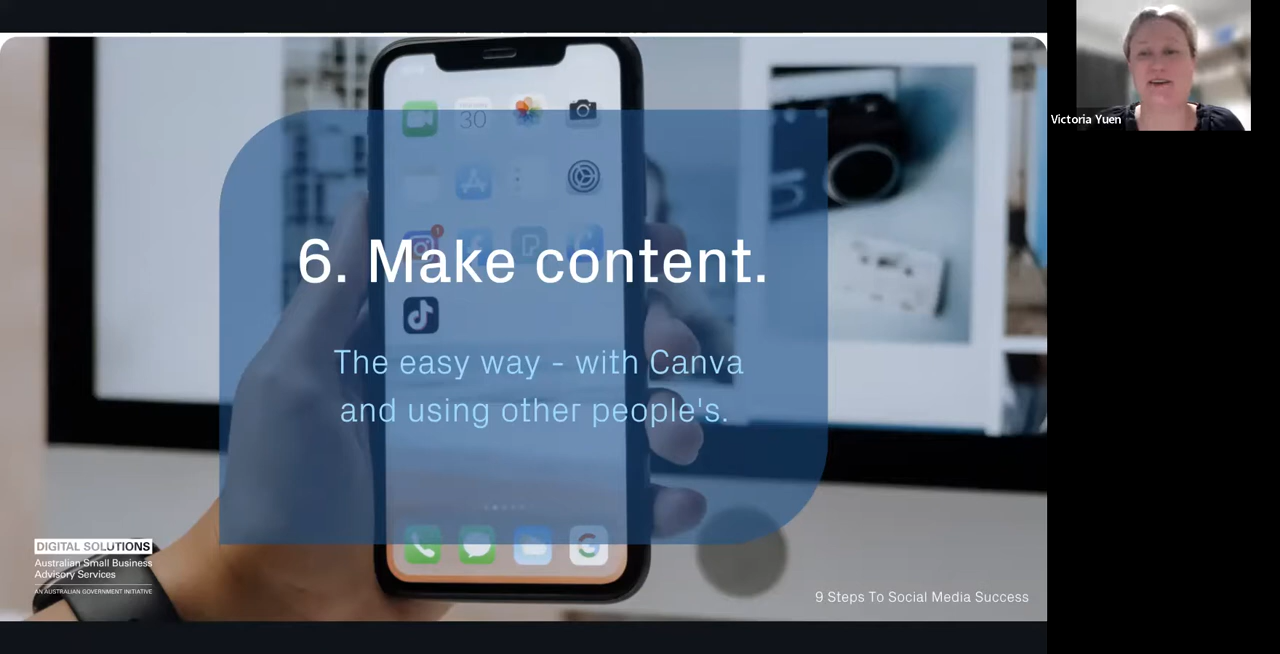 30
1
6. Make content.
The easy way - with Canva
and using other people's.
DIGITAL SOLUTIONS
Australian Small Business
Advisory Services
AN AUSTRALIAN GOVERNMENT INITIATIVE
9 Steps To Social Media Success
Victoria Yuen